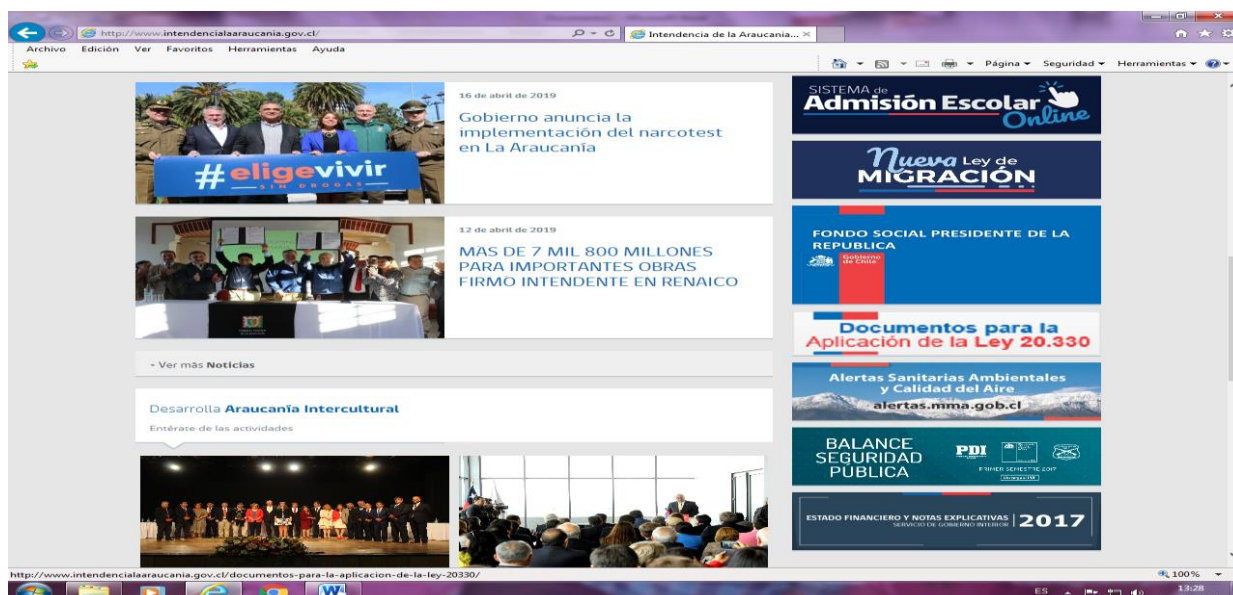 http://www.intendencialaaraucania.gov.cl/
Intendencia de la Araucania...
Archivo Edición Ver Favoritos Herramientas Ayuda
Página Seguridad Herramientas
16 de abril de 2019
Gobierno anuncia la
implementación del narcotest
en La Araucanía
#eligevivir
SIN DROGAS
12 de abril de 2019
MAS DE 7 MIL 800 MILLONES
PARA IMPORTANTES OBRAS
FIRMO INTENDENTE EN RENAICO
Ver más Noticias
Desarrolla Araucanía Intercultural
Entérate de las actividades
SISTEMA de
Admisión Escolar
Online
Nueva Ley de
MIGRACIÓN
FONDO SOCIAL PRESIDENTE DE LA
REPUBLICA
Gobierno
de Chile
Documentos para la
Aplicación de la Ley 20.330
Alertas Sanitarias Ambientales
y Calidad del Aire
alertas.mma.gob.cl
BALANCE
SEGURIDAD
PÚBLICA
PDI
PRIMER SEMESTRE 2017
ESTADO FINANCIERO Y NOTAS EXPLICATIVAS
SERVICIO DE GOBIERNO INTERIOR
2017
http://www.intendencialaaraucania.gov.cl/documentos-para-la-aplicacion-de-la-ley-20330/
100%
ES
13:28